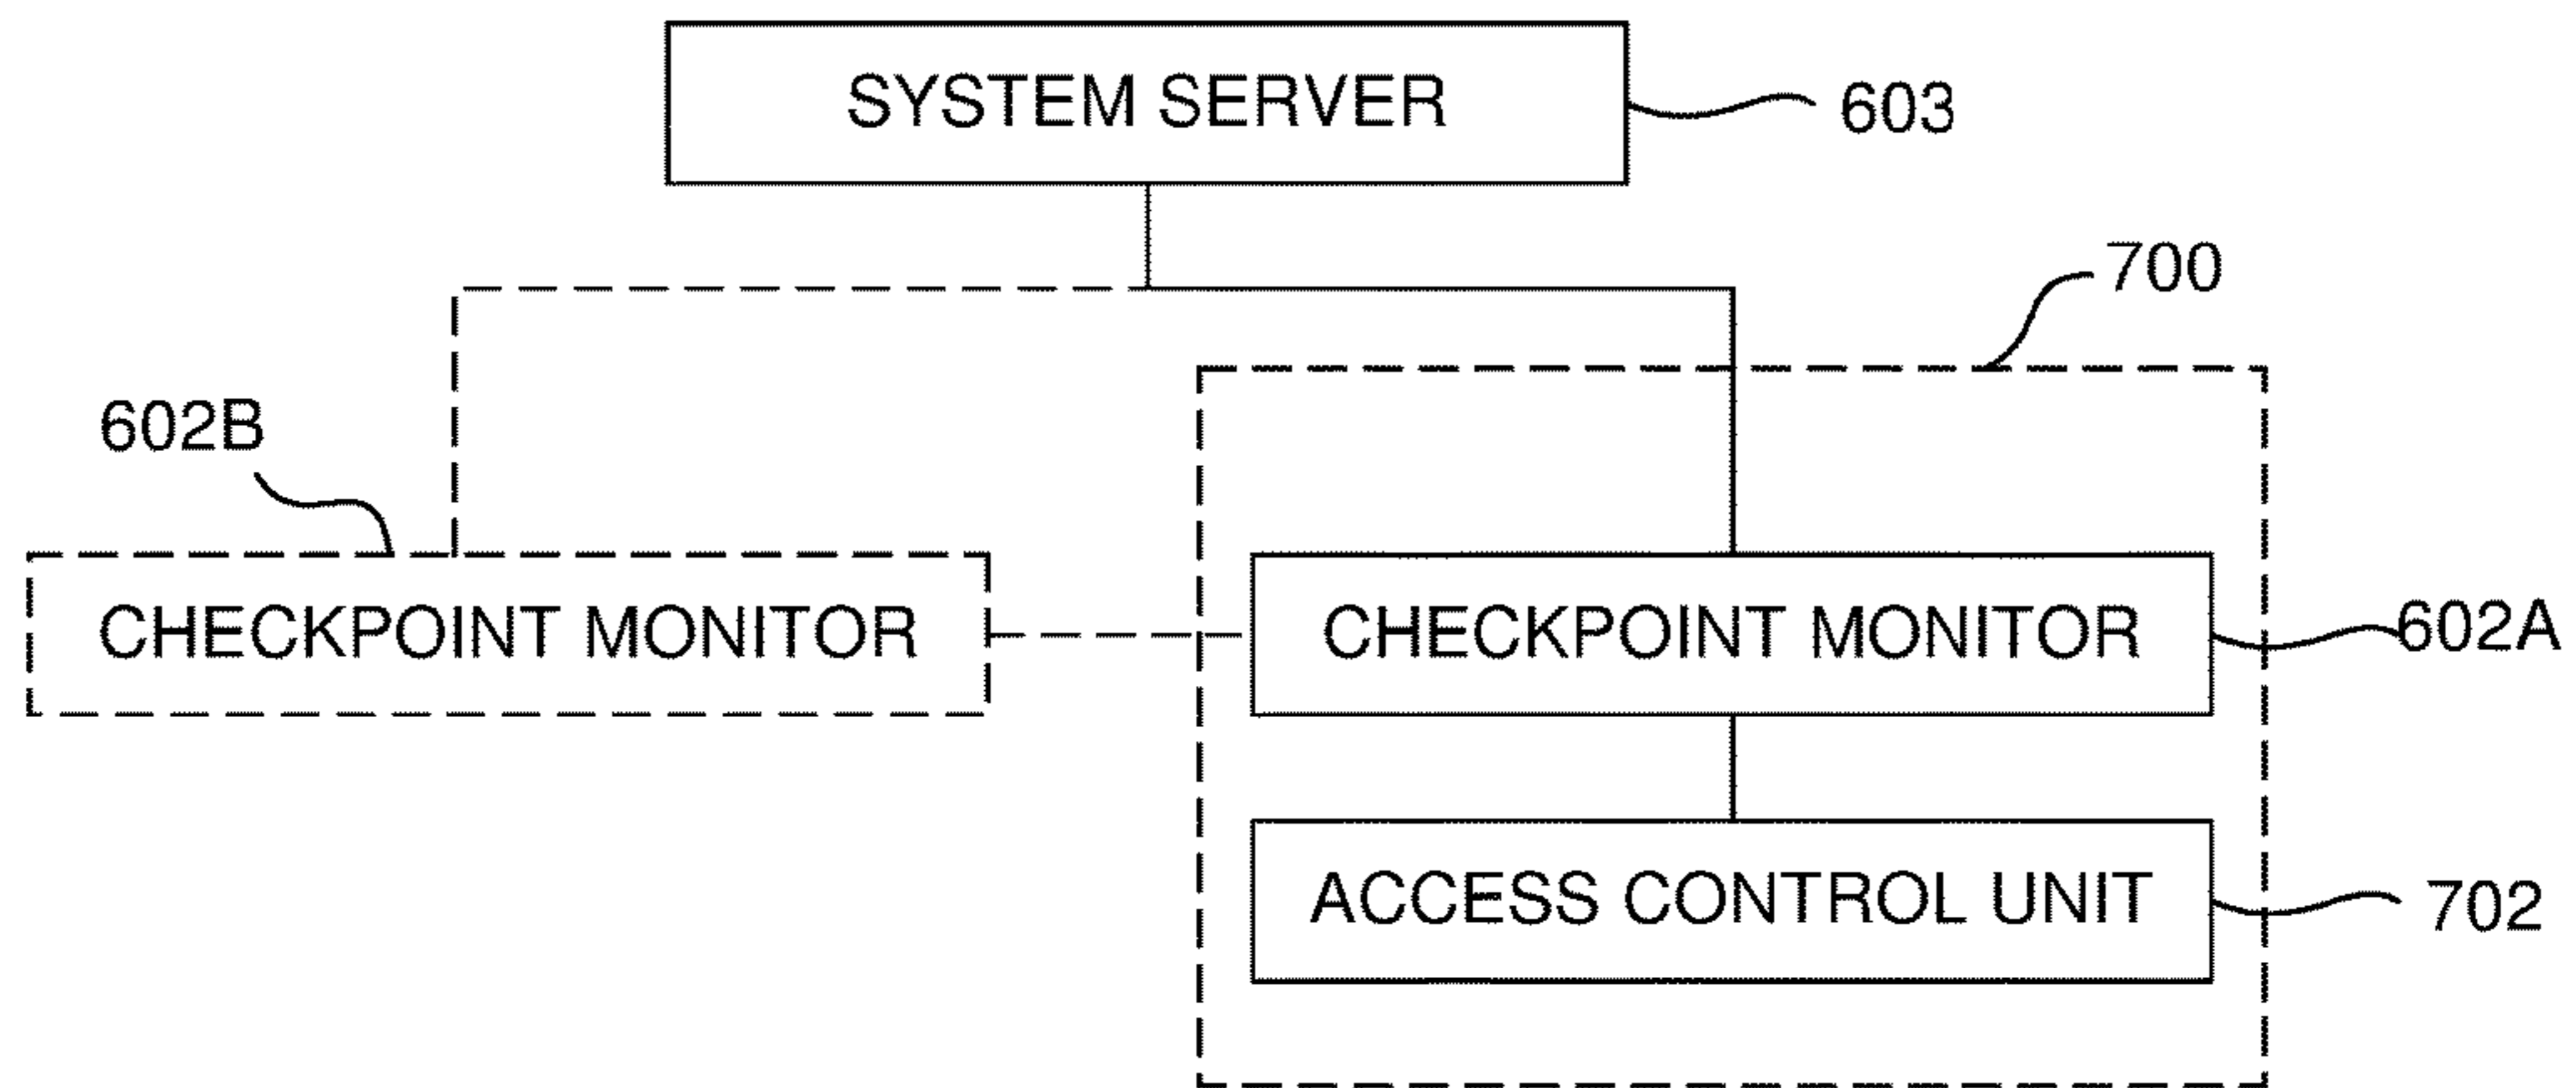 SYSTEM SERVER
603
700
602B
CHECKPOINT MONITOR
CHECKPOINT MONITOR
602A
ACCESS CONTROL UNIT
702